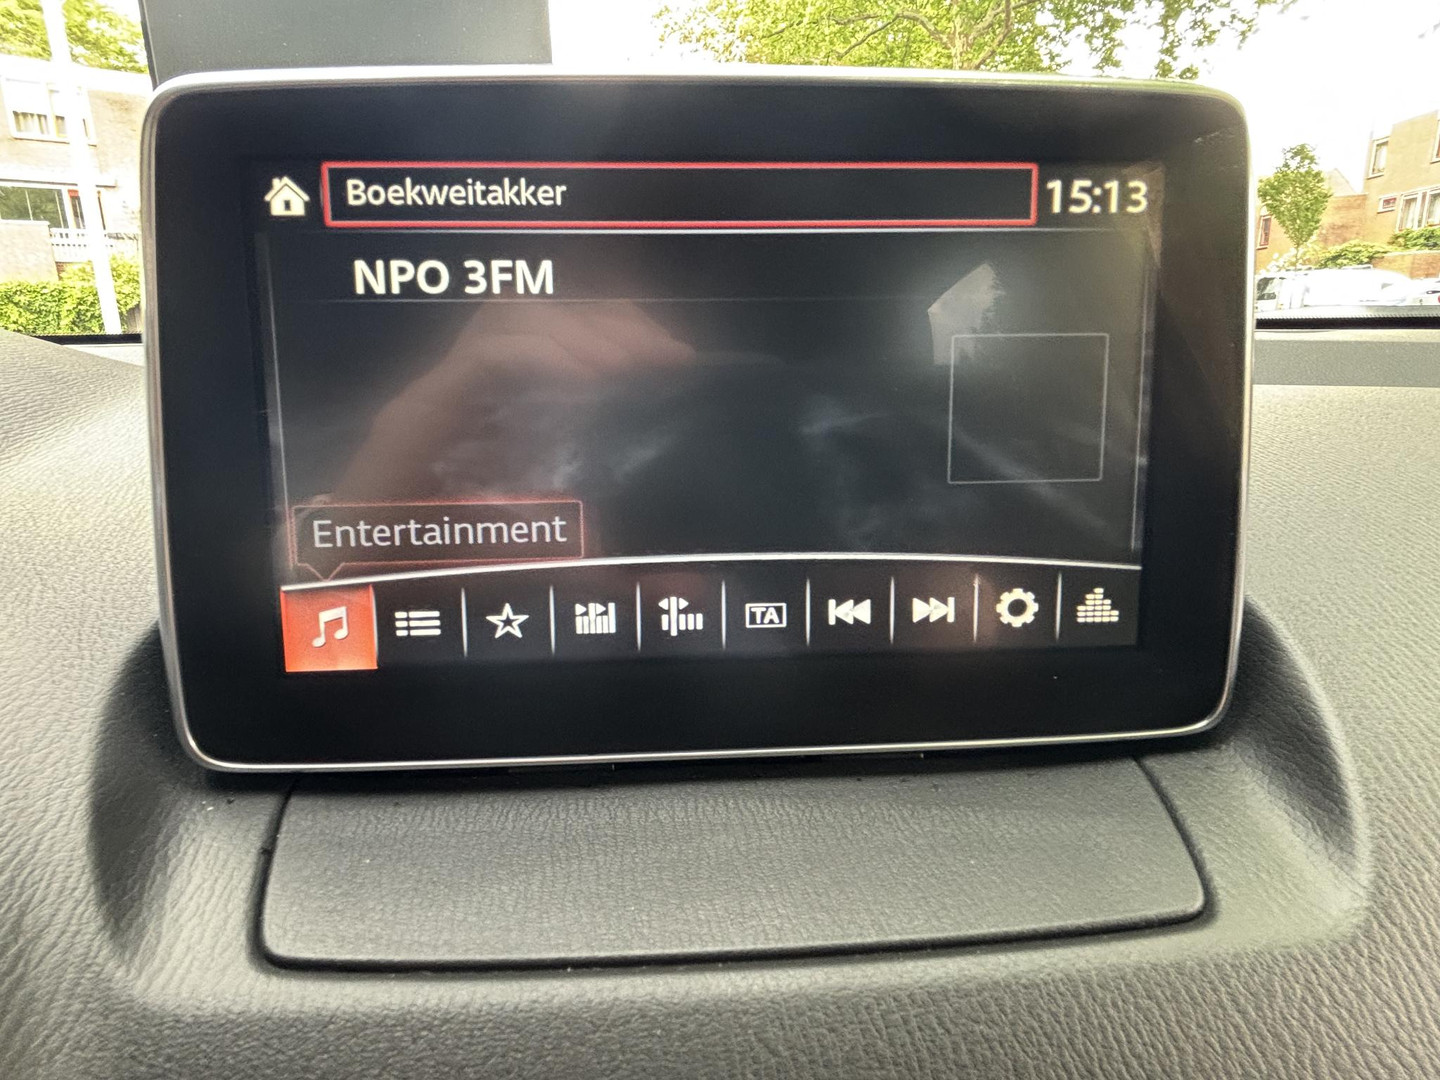 Boekweitakker
15:13
NPO 3FM
Entertainment
TA